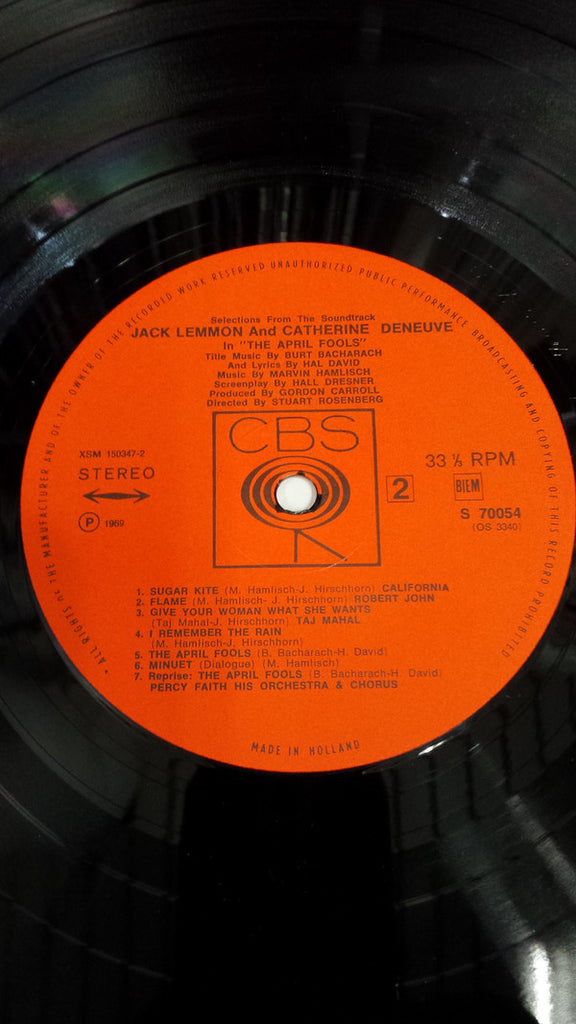 ALL RIGHTS OF THE MANUFACTURER AND OF THE OWNER OF THE RECORDED WORK RESERVED UNAUTHORIZED PUBLIC PERFORMANCE BROADCASTING AND COPYING OF THIS RECORD PROHIBITED
Selections From The Soundtrack
JACK LEMMON And CATHERINE DENEUVE
In "THE APRIL FOOLS"
Title Music By BURT BACHARACH
And Lyrics By HAL DAVID
Music By MARVIN HAMLISCH
Screenplay By HALL DRESNER
Produced By GORDON CARROLL
Directed By STUART ROSENBERG
CBS
XSM 150347-2
STEREO
P 1969
2
33 ⅓ RPM
BIEM
S 70054
(OS 3340)
1. SUGAR KITE (M. Hamlisch-J. Hirschhorn) CALIFORNIA
2. FLAME (M. Hamlisch- J. Hirschhorn) ROBERT JOHN
3. GIVE YOUR WOMAN WHAT SHE WANTS
(Taj Mahal-J. Hirschhorn) TAJ MAHAL
4. I REMEMBER THE RAIN
(M. Hamlisch-J. Hirschhorn)
5. THE APRIL FOOLS (B. Bacharach-H. David)
6. MINUET (Dialogue) (M. Hamlisch)
7. Reprise: THE APRIL FOOLS (B. Bacharach-H. David)
PERCY FAITH HIS ORCHESTRA & CHORUS
MADE IN HOLLAND